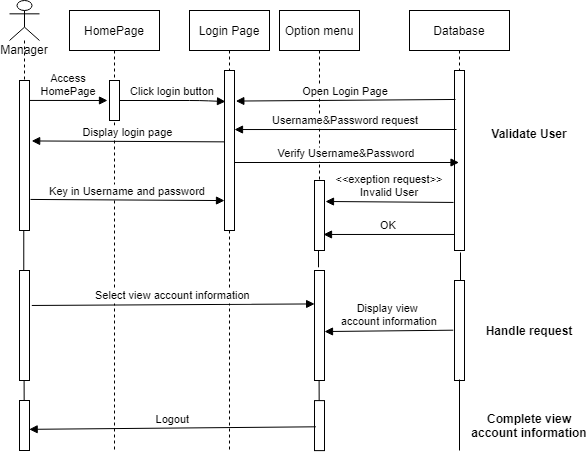 Manager
HomePage
Login Page
Option menu
Database
Access
HomePage
Click login button
Open Login Page
Username&Password request
Display login page
Validate User
Verify Username&Password
<<exeption request>>
Invalid User
Key in Username and password
OK
Select view account information
Display view
account information
Handle request
Logout
Complete view
account information